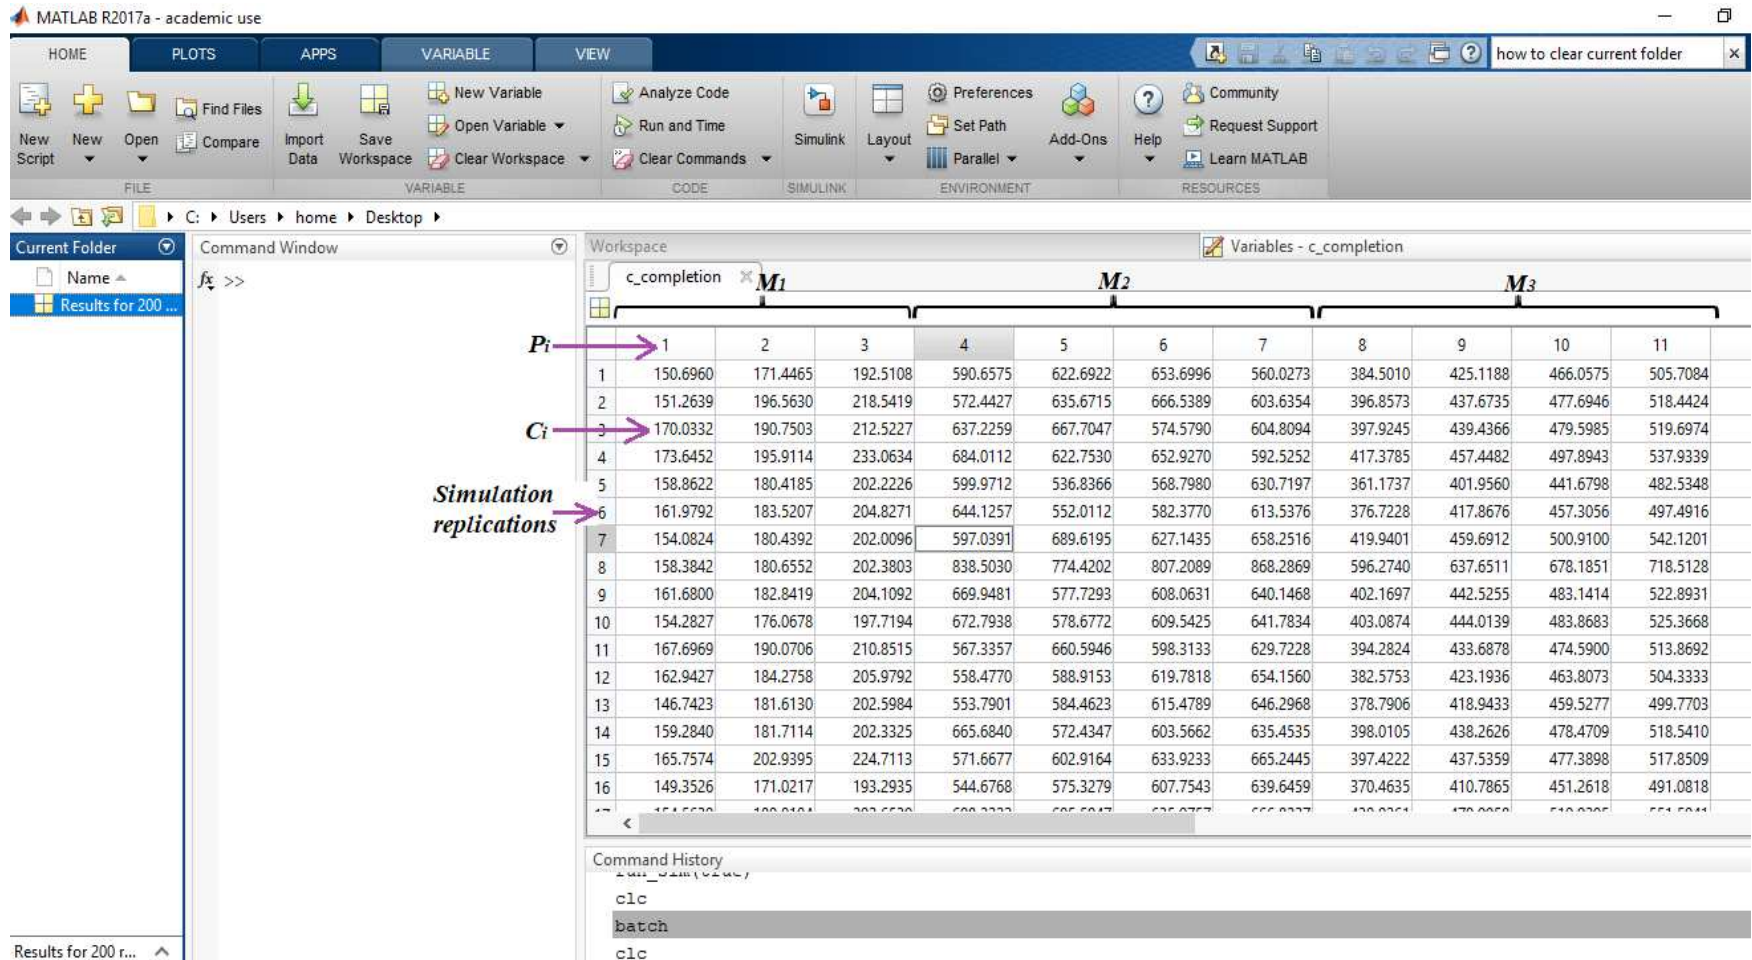 MATLAB R2017a - academic use
HOME PLOTS APPS VARIABLE VIEW how to clear current folder
New Script New Open Find Files Compare Import Data Save Workspace New Variable Open Variable Clear Workspace Analyze Code Run and Time Clear Commands Simulink Layout Preferences Set Path Parallel Add-Ons Help Community Request Support Learn MATLAB
FILE VARIABLE CODE SIMULINK ENVIRONMENT RESOURCES
C: Users home Desktop
Current Folder Command Window Workspace Variables - c_completion
Name fx >> c_completion M1 M2 M3
Results for 200 ...
Pi 1 2 3 4 5 6 7 8 9 10 11
1 150.6960 171.4465 192.5108 590.6575 622.6922 653.6996 560.0273 384.5010 425.1188 466.0575 505.7084
2 151.2639 196.5630 218.5419 572.4427 635.6715 666.5389 603.6354 396.8573 437.6735 477.6946 518.4424
Ci 3 170.0332 190.7503 212.5227 637.2259 667.7047 574.5790 604.8094 397.9245 439.4366 479.5985 519.6974
4 173.6452 195.9114 233.0634 684.0112 622.7530 652.9270 592.5252 417.3785 457.4482 497.8943 537.9339
5 158.8622 180.4185 202.2226 599.9712 536.8366 568.7980 630.7197 361.1737 401.9560 441.6798 482.5348
Simulation
replications
6 161.9792 183.5207 204.8271 644.1257 552.0112 582.3770 613.5376 376.7228 417.8676 457.3056 497.4916
7 154.0824 180.4392 202.0096 597.0391 689.6195 627.1435 658.2516 419.9401 459.6912 500.9100 542.1201
8 158.3842 180.6552 202.3803 838.5030 774.4202 807.2089 868.2869 596.2740 637.6511 678.1851 718.5128
9 161.6800 182.8419 204.1092 669.9481 577.7293 608.0631 640.1468 402.1697 442.5255 483.1414 522.8931
10 154.2827 176.0678 197.7194 672.7938 578.6772 609.5425 641.7834 403.0874 444.0139 483.8683 525.3668
11 167.6969 190.0706 210.8515 567.3357 660.5946 598.3133 629.7228 394.2824 433.6878 474.5900 513.8692
12 162.9427 184.2758 205.9792 558.4770 588.9153 619.7818 654.1560 382.5753 423.1936 463.8073 504.3333
13 146.7423 181.6130 202.5984 553.7901 584.4623 615.4789 646.2968 378.7906 418.9433 459.5277 499.7703
14 159.2840 181.7114 202.3325 665.6840 572.4347 603.5662 635.4535 398.0105 438.2626 478.4709 518.5410
15 165.7574 202.9395 224.7113 571.6677 602.9164 633.9233 665.2445 397.4222 437.5359 477.3898 517.8509
16 149.3526 171.0217 193.2935 544.6768 575.3279 607.7543 639.6459 370.4635 410.7865 451.2618 491.0818
Command History
clc
batch
clc
Results for 200 r...